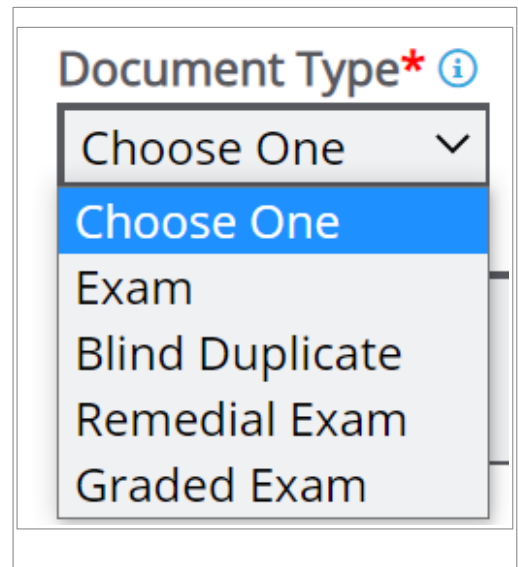 Document Type*
Choose One
Choose One
Exam
Blind Duplicate
Remedial Exam
Graded Exam